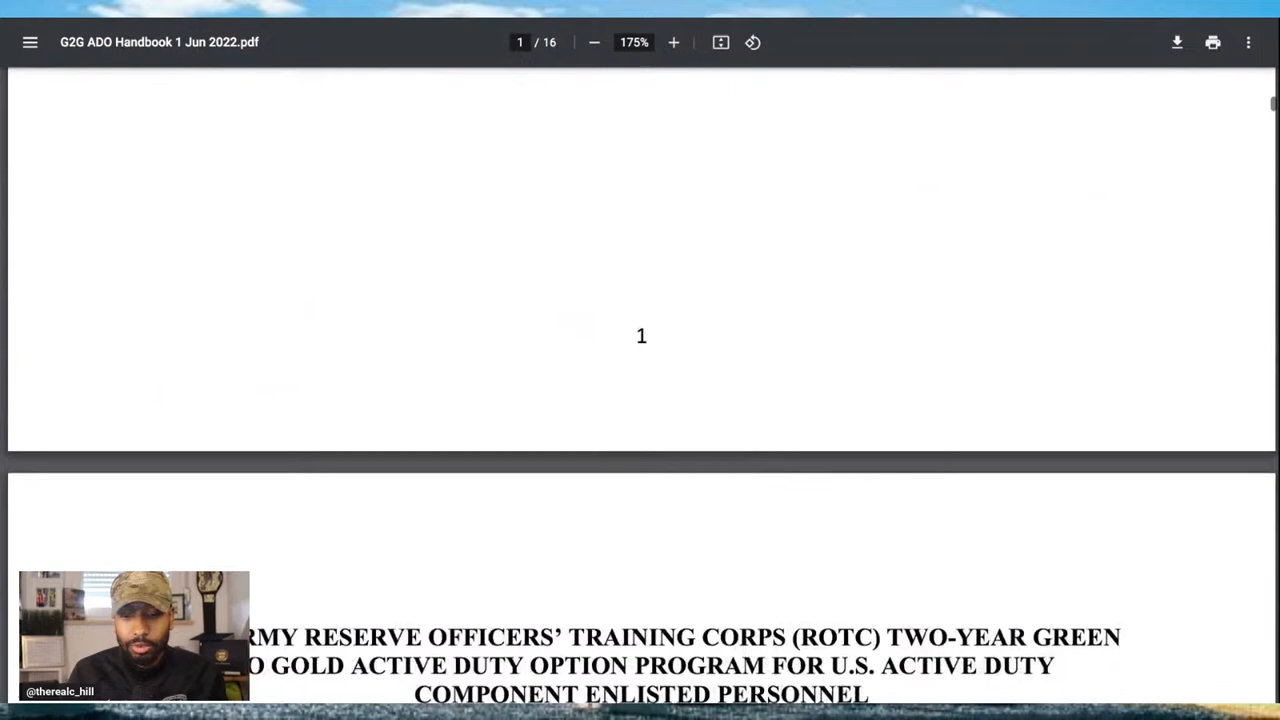 G2G ADO Handbook 1 Jun 2022.pdf
1 / 16
175%
1
RMY RESERVE OFFICERS’ TRAINING CORPS (ROTC) TWO-YEAR GREEN
O GOLD ACTIVE DUTY OPTION PROGRAM FOR U.S. ACTIVE DUTY
COMPONENT ENLISTED PERSONNEL
@therealc_hill